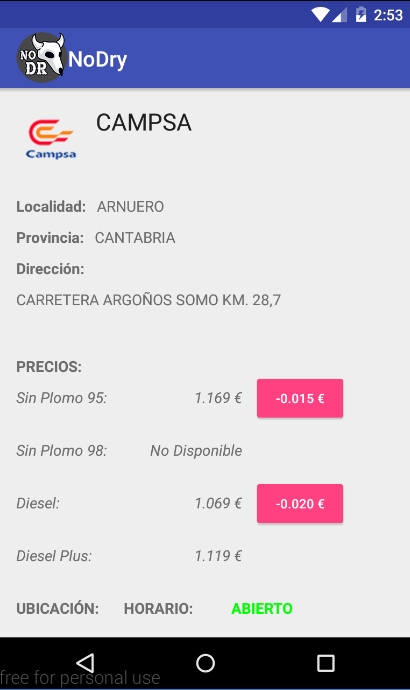 2:53
NO DR NoDry
Campsa
CAMPSA
Localidad: ARNUERO
Provincia: CANTABRIA
Dirección:
CARRETERA ARGOÑOS SOMO KM. 28,7
PRECIOS:
Sin Plomo 95: 1.169 € -0.015 €
Sin Plomo 98: No Disponible
Diesel: 1.069 € -0.020 €
Diesel Plus: 1.119 €
UBICACIÓN: HORARIO: ABIERTO
free for personal use